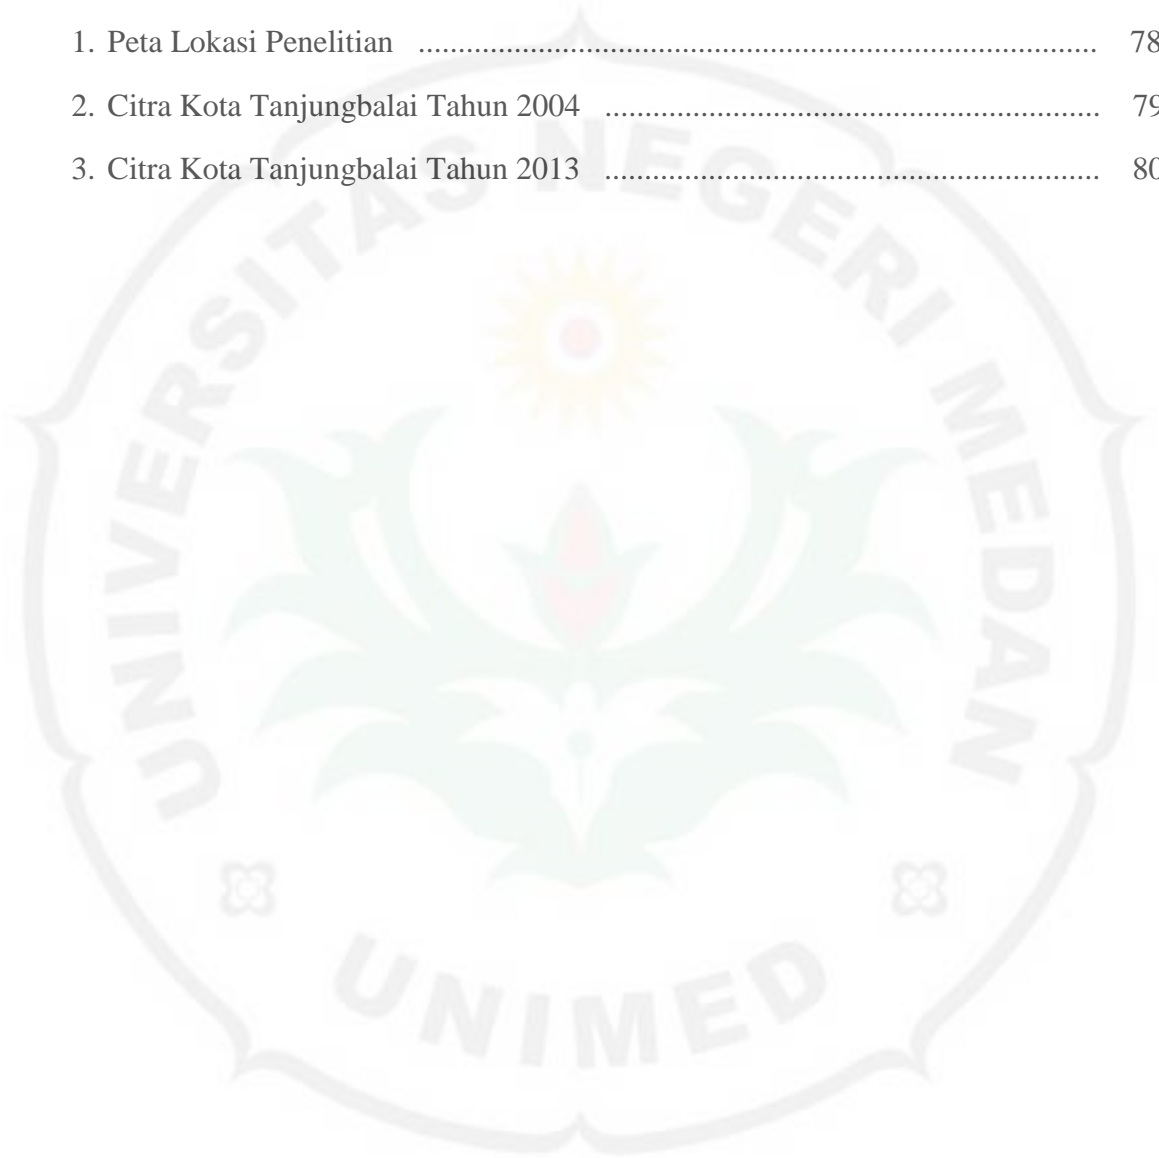 1. Peta Lokasi Penelitian ........................................................................ 78
2. Citra Kota Tanjungbalai Tahun 2004 .................................................... 79
3. Citra Kota Tanjungbalai Tahun 2013 .................................................... 80
UNIVERSITAS NEGERI MEDAN
UNIMED